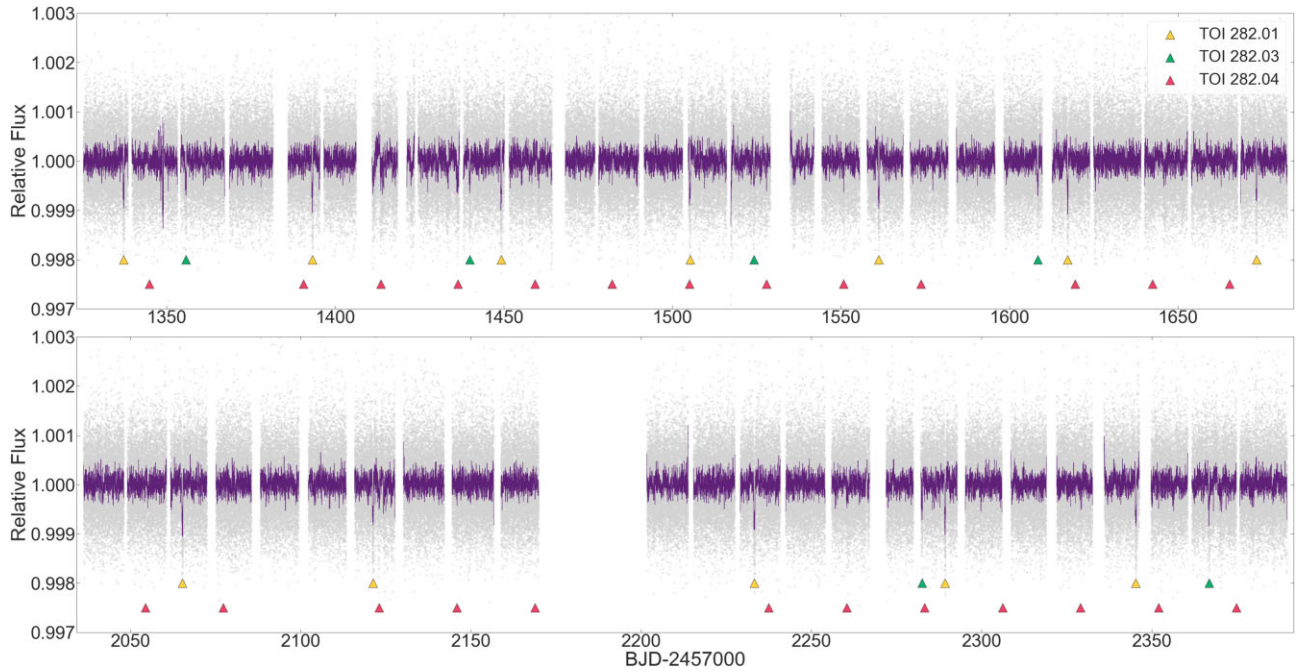 1.003
1.002
1.001
1.000
0.999
0.998
0.997
Relative Flux
TOI 282.01
TOI 282.03
TOI 282.04
1350 1400 1450 1500 1550 1600 1650
1.003
1.002
1.001
1.000
0.999
0.998
0.997
Relative Flux
2050 2100 2150 2200 2250 2300 2350
BJD-2457000